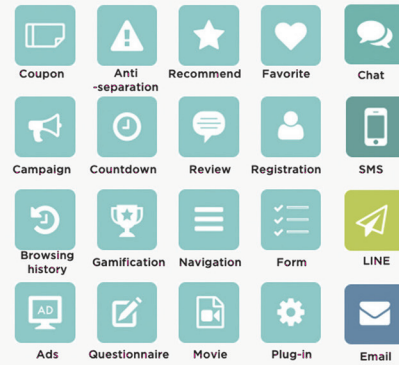 Coupon
Anti
-separation
Recommend
Favorite
Chat
Campaign
Countdown
Review
Registration
SMS
Browsing
history
Gamification
Navigation
Form
LINE
AD
Ads
Questionnaire
Movie
Plug-in
Email